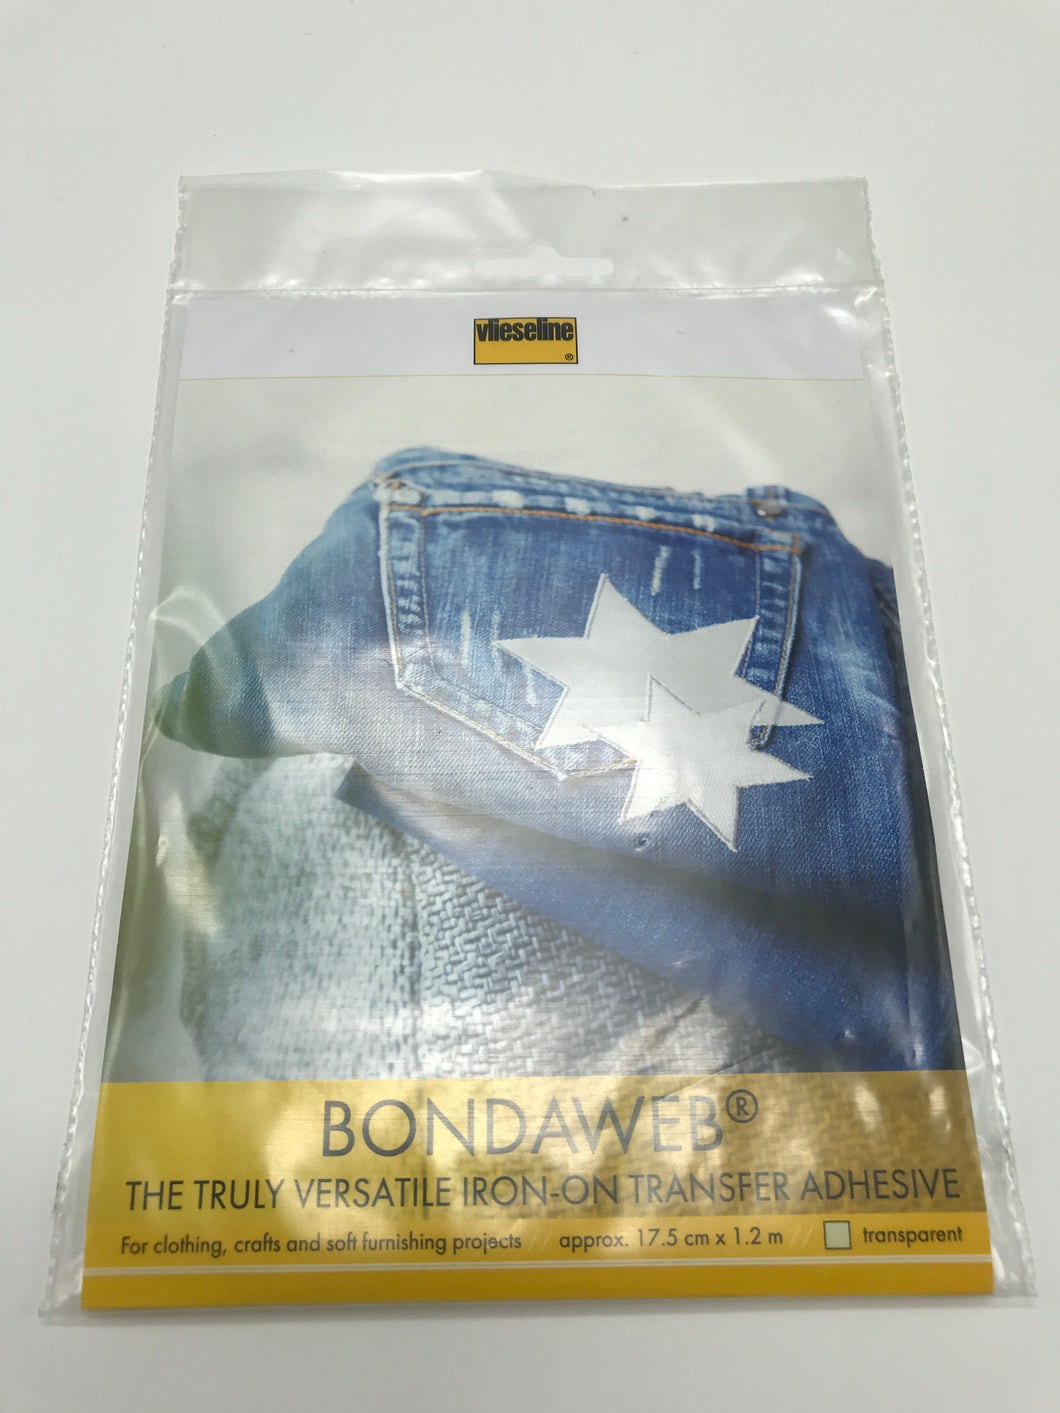 vlieseline
®
BONDAWEB®
THE TRULY VERSATILE IRON-ON TRANSFER ADHESIVE
For clothing, crafts and soft furnishing projects // approx. 17.5 cm x 1.2 m // transparent